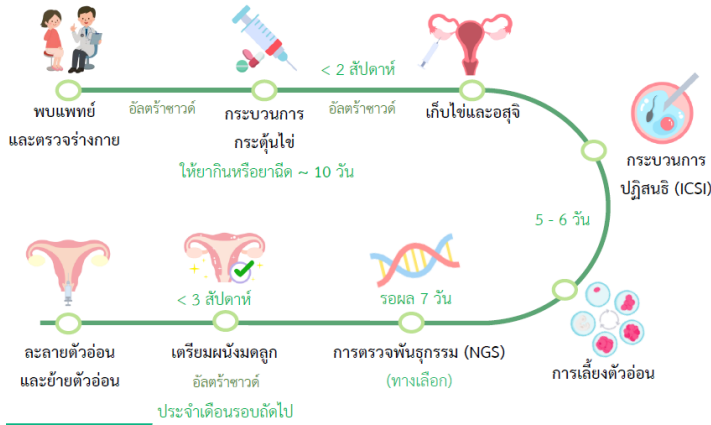 พบแพทย์
และตรวจร่างกาย
อัลตร้าซาวด์
กระบวนการ
กระตุ้นไข่
ให้ยากินหรือยาฉีด ~ 10 วัน
< 2 สัปดาห์
อัลตร้าซาวด์
เก็บไข่และอสุจิ
กระบวนการ
ปฏิสนธิ (ICSI)
5 - 6 วัน
การเลี้ยงตัวอ่อน
รอผล 7 วัน
การตรวจพันธุกรรม (NGS)
(ทางเลือก)
< 3 สัปดาห์
เตรียมผนังมดลูก
อัลตร้าซาวด์
ประจำเดือนรอบถัดไป
ละลายตัวอ่อน
และย้ายตัวอ่อน